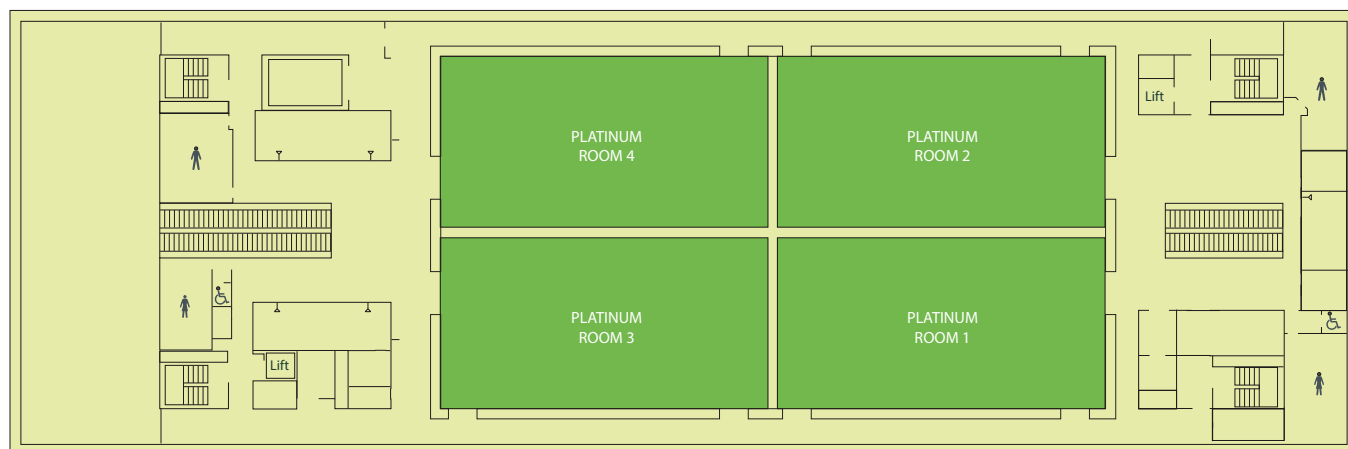 PLATINUM
ROOM 4
PLATINUM
ROOM 2
Lift
PLATINUM
ROOM 3
PLATINUM
ROOM 1
Lift